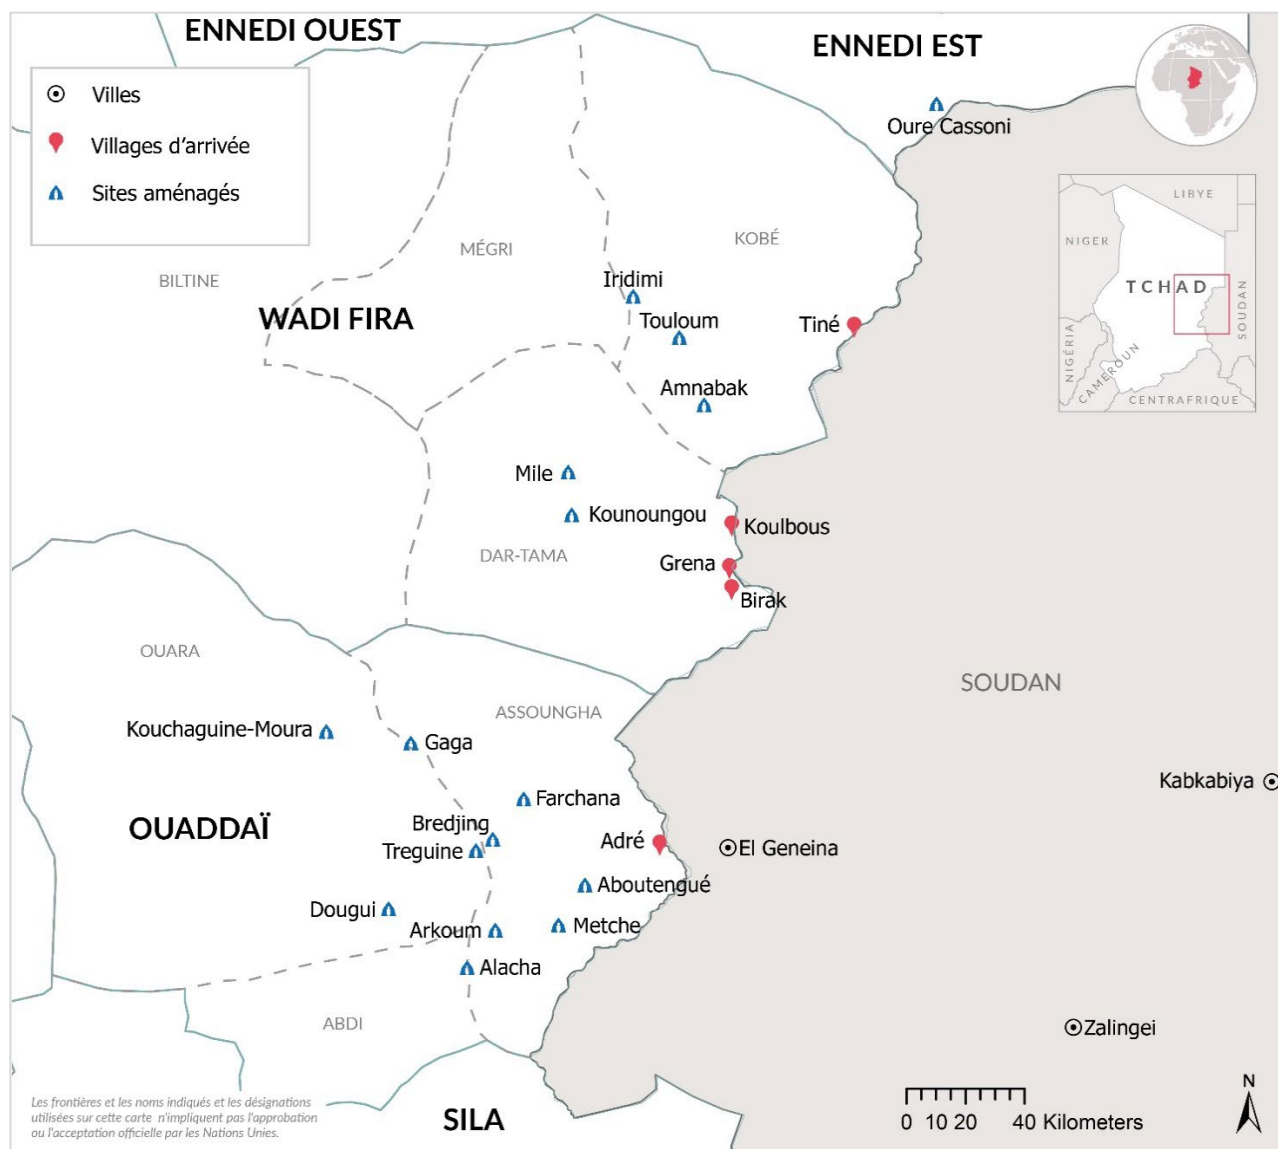 ENNEDI OUEST
ENNEDI EST
Villes
Villages d'arrivée
Sites aménagés
Oure Cassoni
LIBYE
NIGER
TCHAD
SOUDAN
NIGÉRIA
CAMEROUN
CENTRAFRIQUE
KOBÉ
MÉGRI
BILTINE
Iridimi
WADI FIRA
Touloum
Tiné
Amnabak
Mile
Kounoungou
Koulbous
DAR-TAMA
Grena
Birak
OUARA
SOUDAN
ASSOUNGHA
Kouchaguine-Moura
Gaga
Kabkabiya
Farchana
OUADDAÏ
Bredjing
Adré
Treguine
El Geneina
Aboutengué
Dougui
Arkoum
Metche
Alacha
ABDI
Zalingei
Les frontières et les noms indiqués et les désignations
utilisées sur cette carte n'impliquent pas l'approbation
ou l'acceptation officielle par les Nations Unies.
SILA
N
0 10 20 40 Kilometers